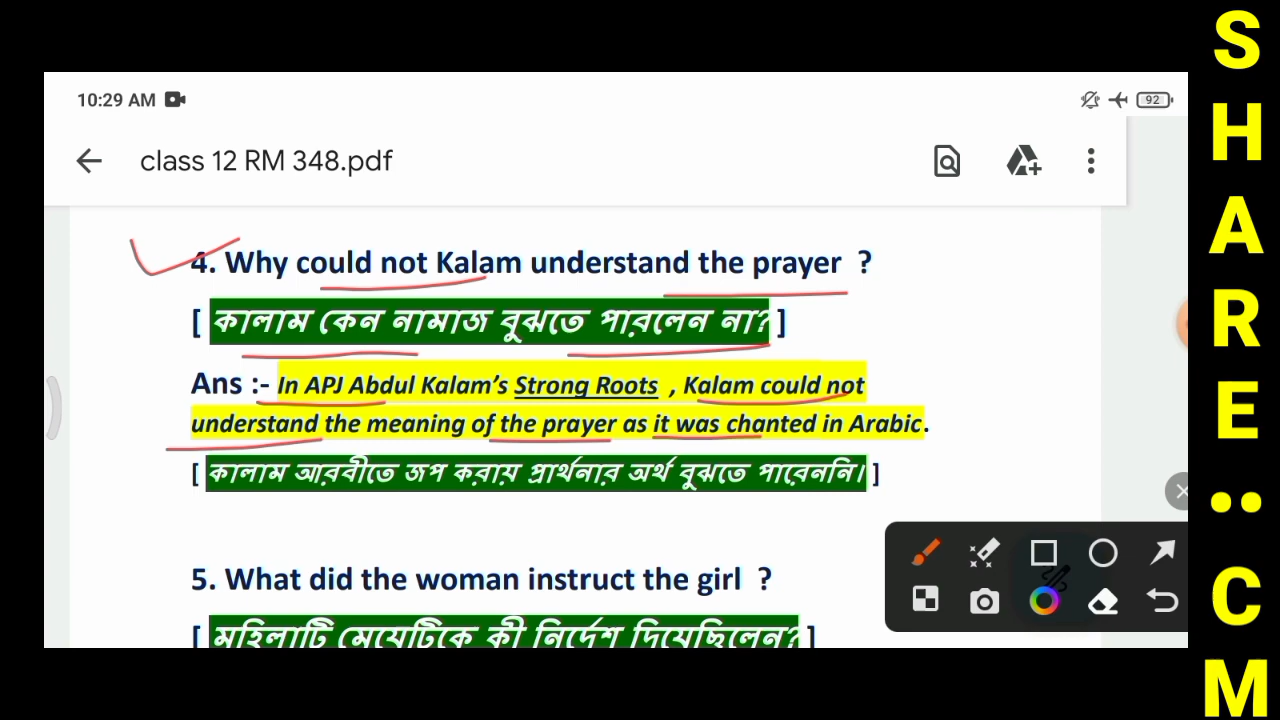 10:29 AM
92
class 12 RM 348.pdf
4. Why could not Kalam understand the prayer ?
[ কালাম কেন নামাজ বুঝতে পারলেন না? ]
Ans :- In APJ Abdul Kalam's Strong Roots , Kalam could not
understand the meaning of the prayer as it was chanted in Arabic.
[ কালাম আরবীতে জপ করায় প্রার্থনার অর্থ বুঝতে পারেননি। ]
5. What did the woman instruct the girl ?
[ মহিলাটি মেয়েটিকে কী নির্দেশ দিয়েছিলেন? ]
SHARE..CM